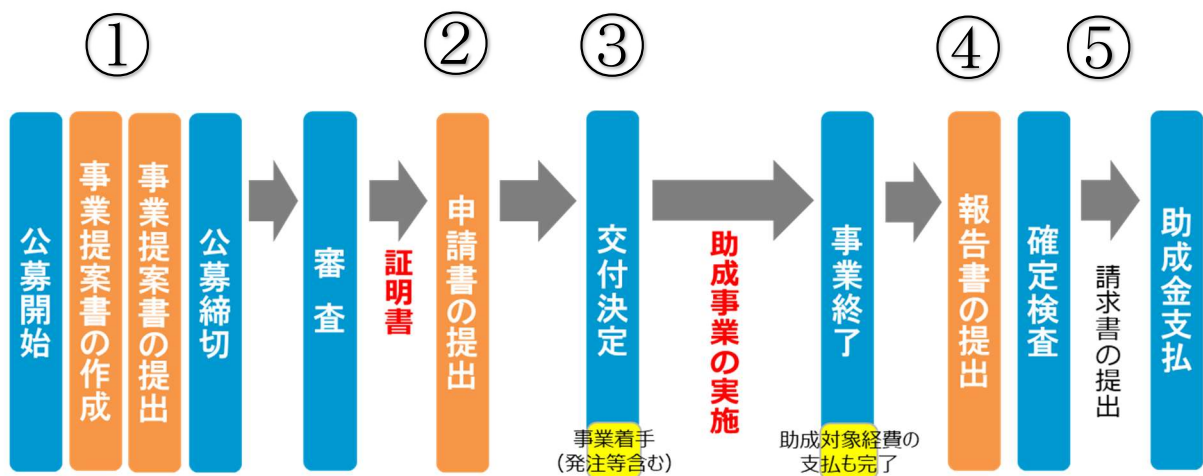 ①
②
③
④
⑤
公募開始
事業提案書の作成
事業提案書の提出
公募締切
審査
証明書
申請書の提出
交付決定
事業着手
(発注等含む)
助成事業の実施
事業終了
助成対象経費の
支払も完了
報告書の提出
確定検査
請求書の提出
助成金支払